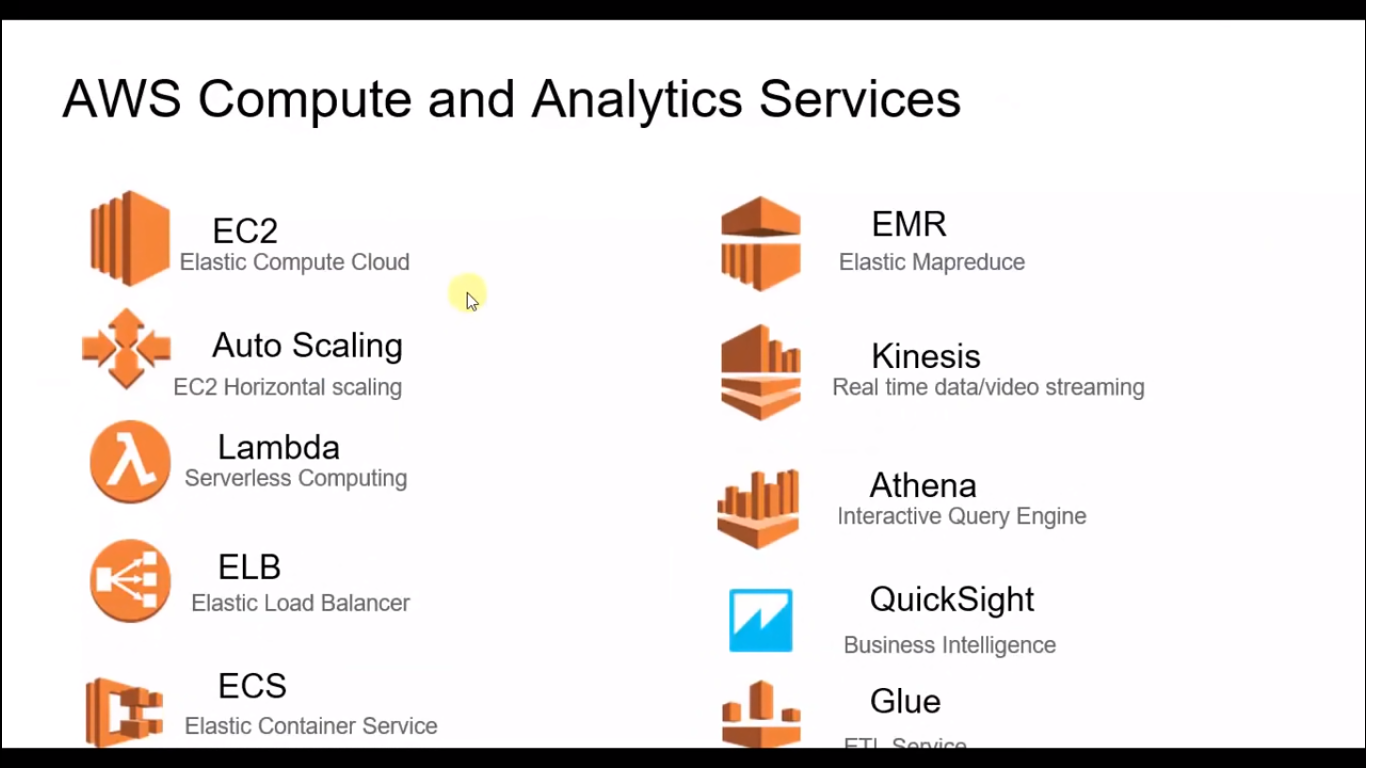 AWS Compute and Analytics Services
EC2
Elastic Compute Cloud
Auto Scaling
EC2 Horizontal scaling
Lambda
Serverless Computing
ELB
Elastic Load Balancer
ECS
Elastic Container Service
EMR
Elastic Mapreduce
Kinesis
Real time data/video streaming
Athena
Interactive Query Engine
QuickSight
Business Intelligence
Glue
ETL Service